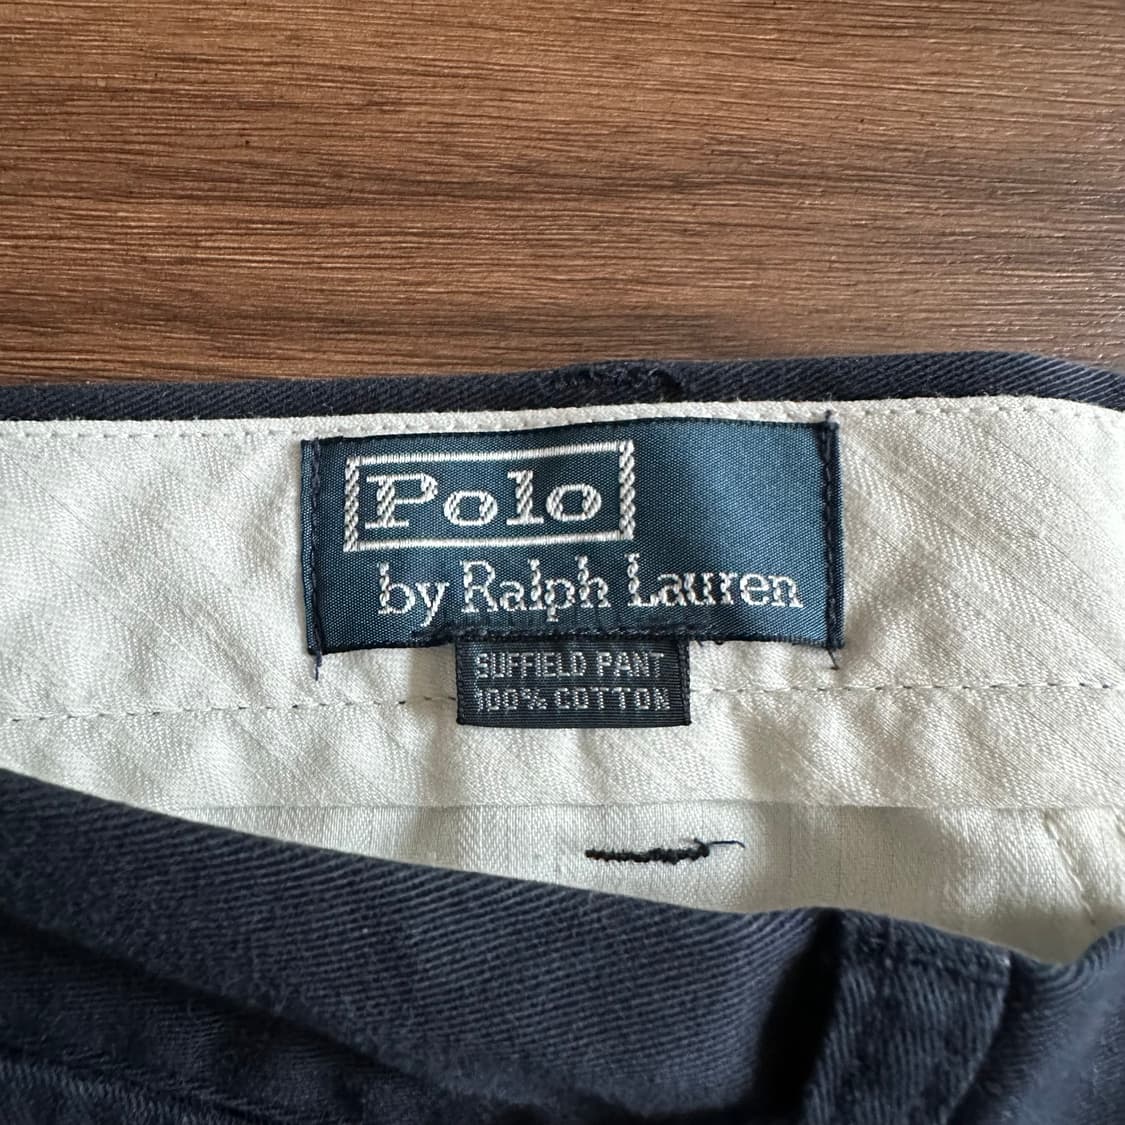 Polo
by Ralph Lauren
SUFFIELD PANT
100% COTTON